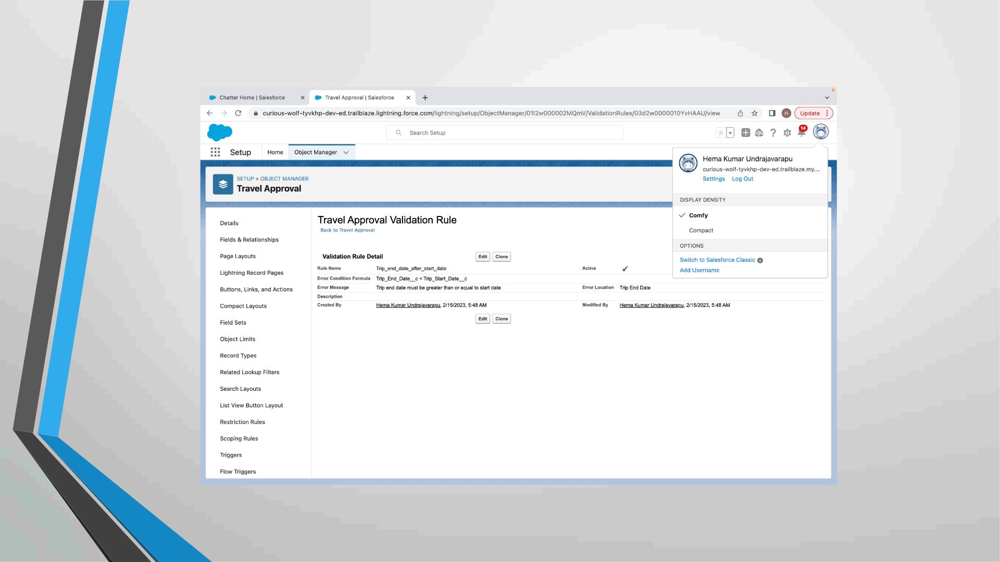 Chatter Home | Salesforce
Travel Approval | Salesforce
curious-wolf-tyvkhp-dev-ed.trailblaze.lightning.force.com/lightning/setup/ObjectManager/01I2w000002MQmV/ValidationRules/03d2w0000010YvHAAU/view
H
Update
Search Setup
14
Setup
Home
Object Manager
Hema Kumar Undrajavarapu
curious-wolf-tyvkhp-dev-ed.trailblaze.my....
Settings Log Out
DISPLAY DENSITY
Comfy
Compact
OPTIONS
Switch to Salesforce Classic
Add Username
SETUP > OBJECT MANAGER
Travel Approval
Details
Fields & Relationships
Page Layouts
Lightning Record Pages
Buttons, Links, and Actions
Compact Layouts
Field Sets
Object Limits
Record Types
Related Lookup Filters
Search Layouts
List View Button Layout
Restriction Rules
Scoping Rules
Triggers
Flow Triggers
Travel Approval Validation Rule
Back to Travel Approval
Validation Rule Detail
Edit Clone
Rule Name Trip_end_date_after_start_date Active
Error Condition Formula Trip_End_Date__c < Trip_Start_Date__c
Error Message Trip end date must be greater than or equal to start date Error Location Trip End Date
Description
Created By Hema Kumar Undrajavarapu, 2/15/2023, 5:48 AM Modified By Hema Kumar Undrajavarapu, 2/15/2023, 5:48 AM
Edit Clone